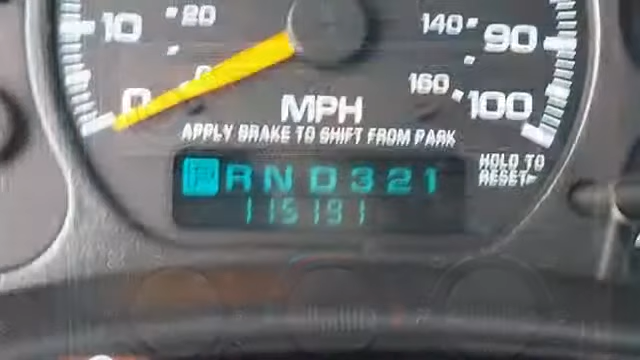 10 20 140 90
0 0 160 100
MPH
APPLY BRAKE TO SHIFT FROM PARK
HOLD TO
RESET
P R N D 3 2 1
115191